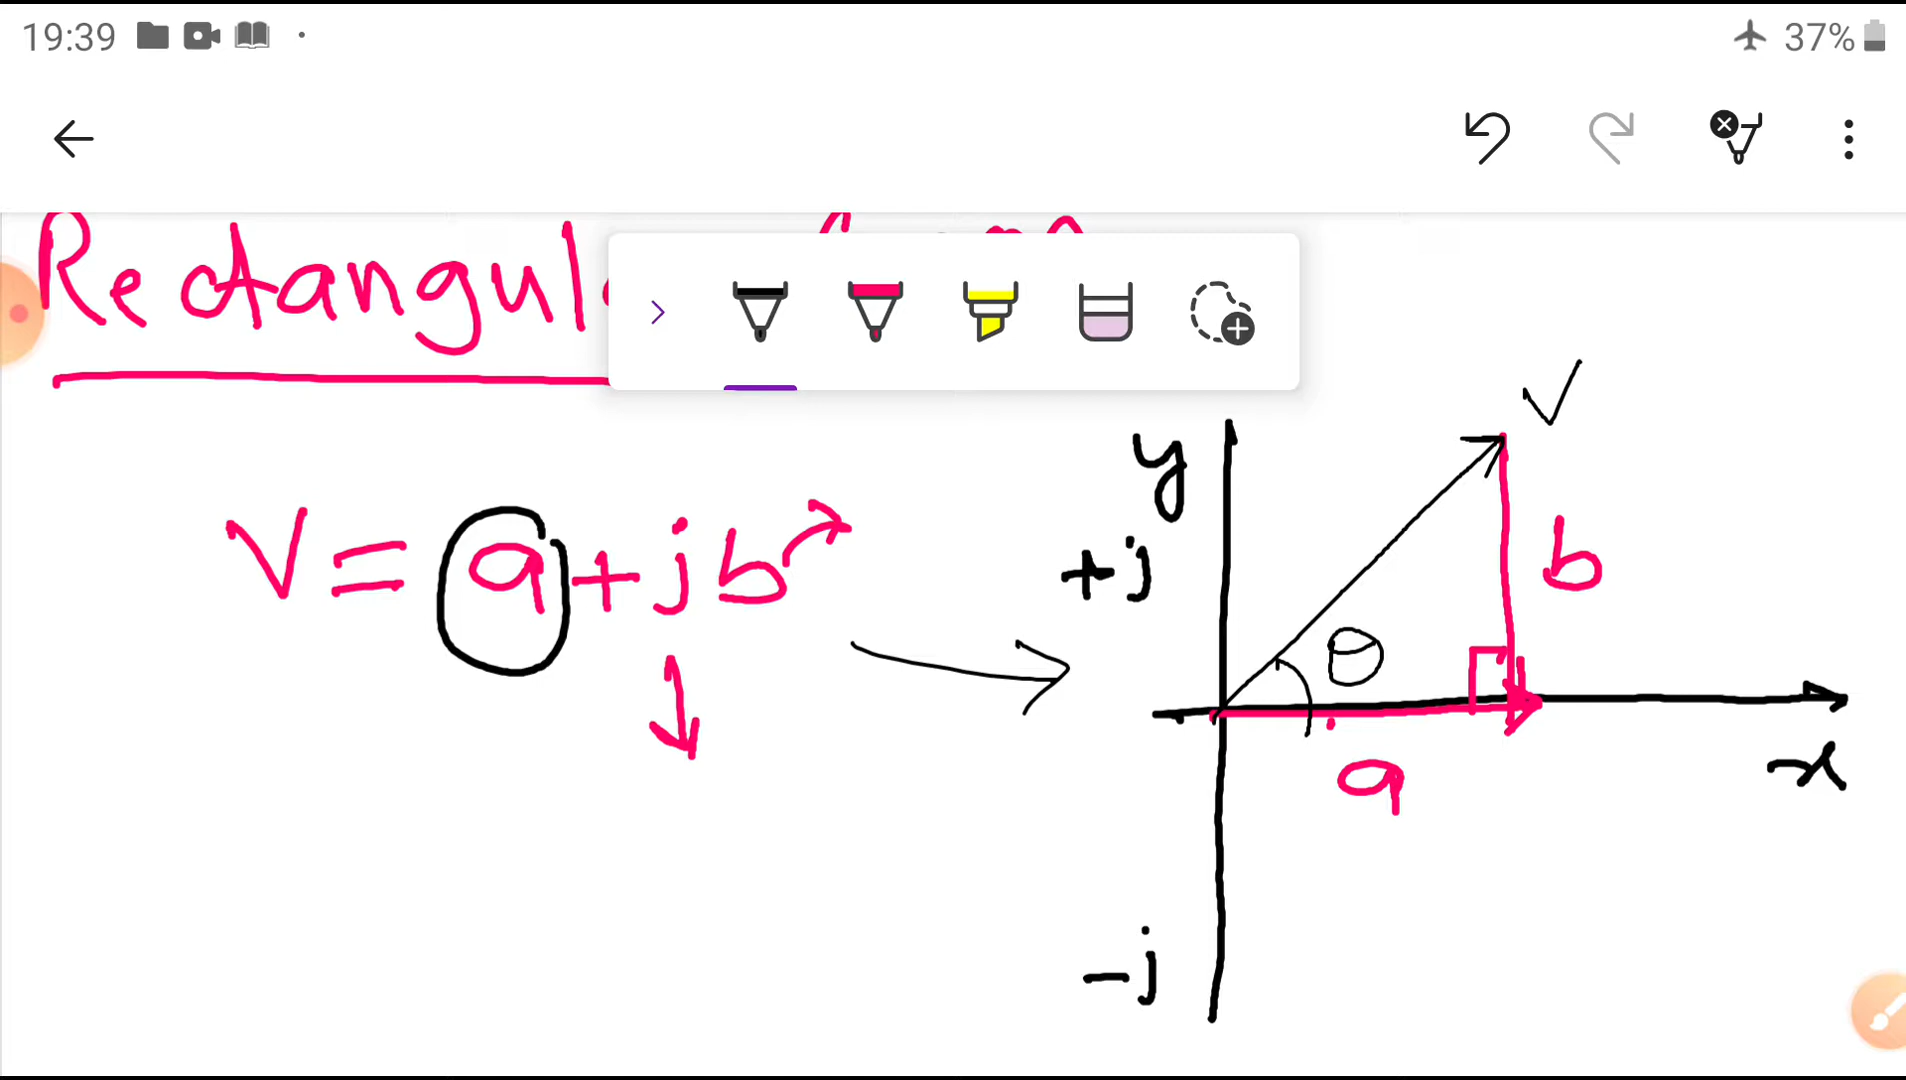 19:39 37%
Rectangul
V = a + jb
y
V
+j
b
θ
a
x
-j